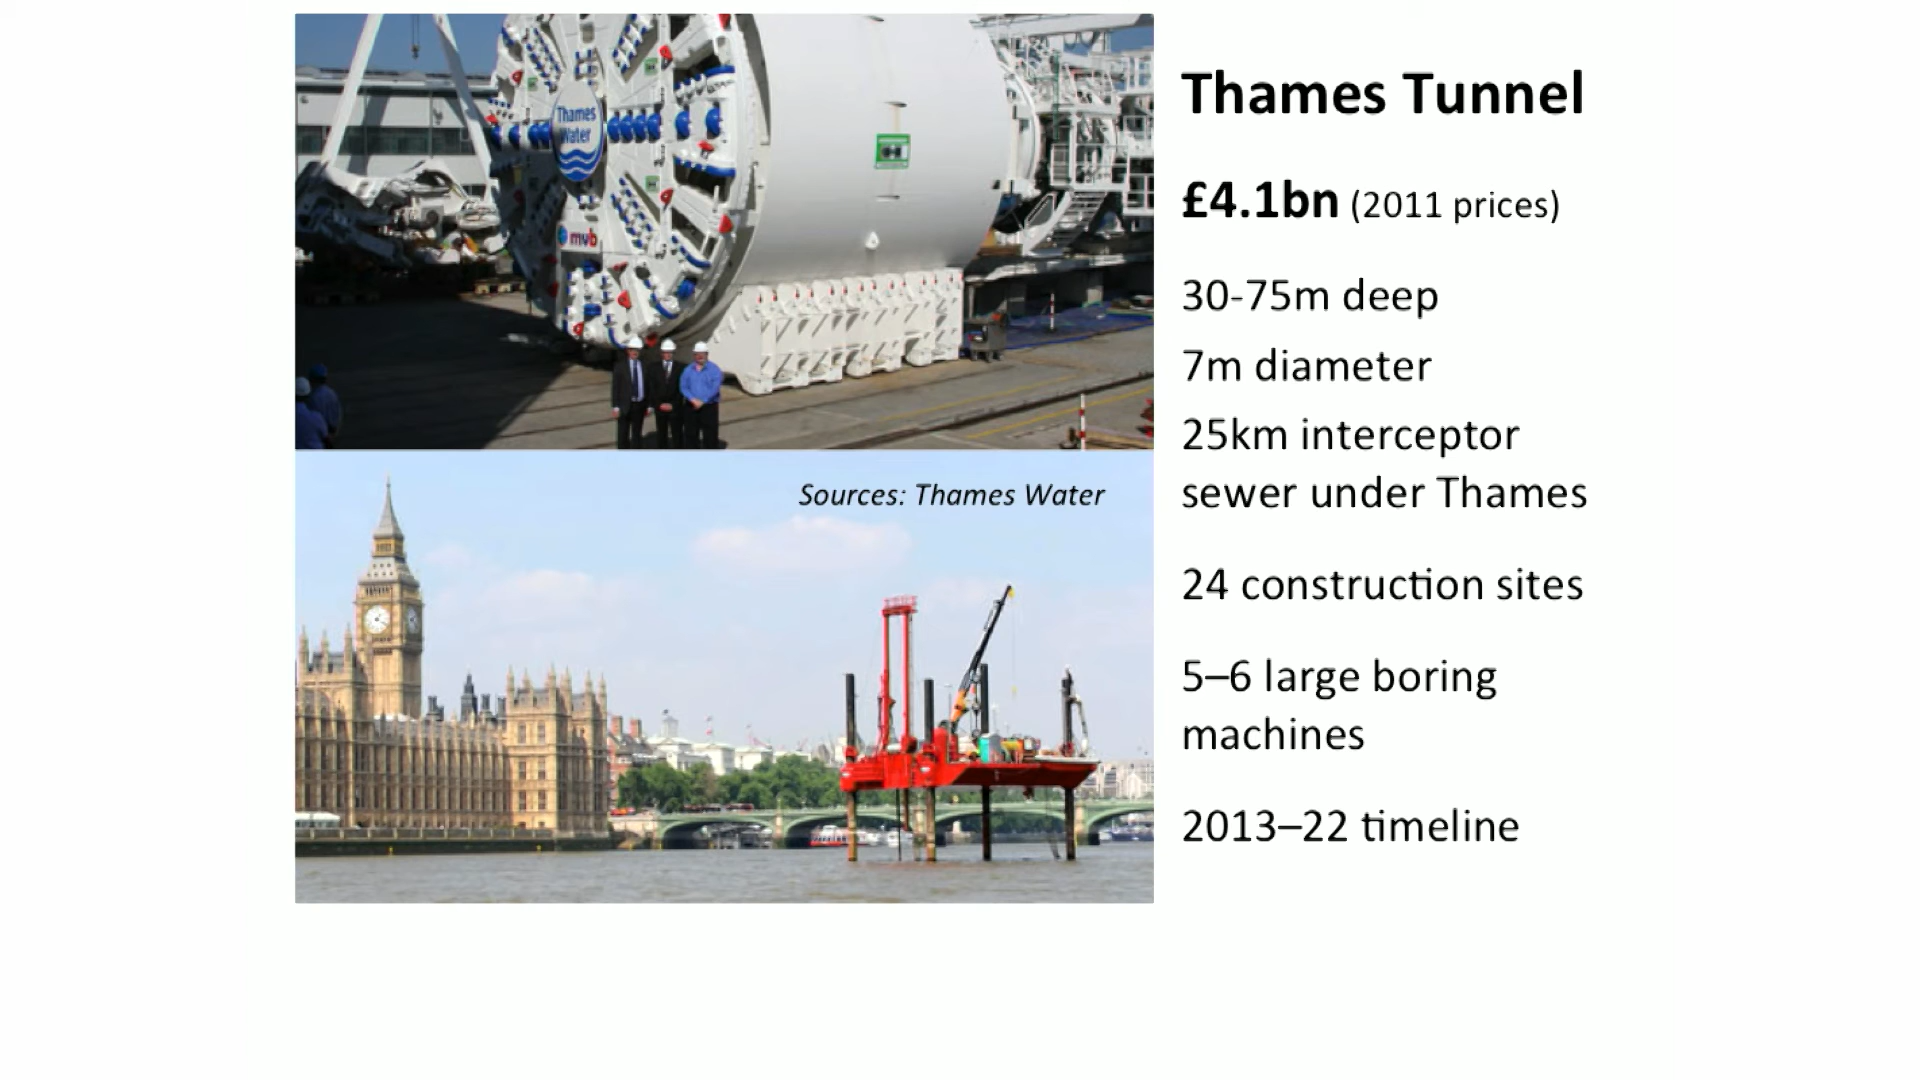 Thames
Water
mvb
Sources: Thames Water
Thames Tunnel
£4.1bn (2011 prices)
30-75m deep
7m diameter
25km interceptor
sewer under Thames
24 construction sites
5–6 large boring
machines
2013–22 timeline